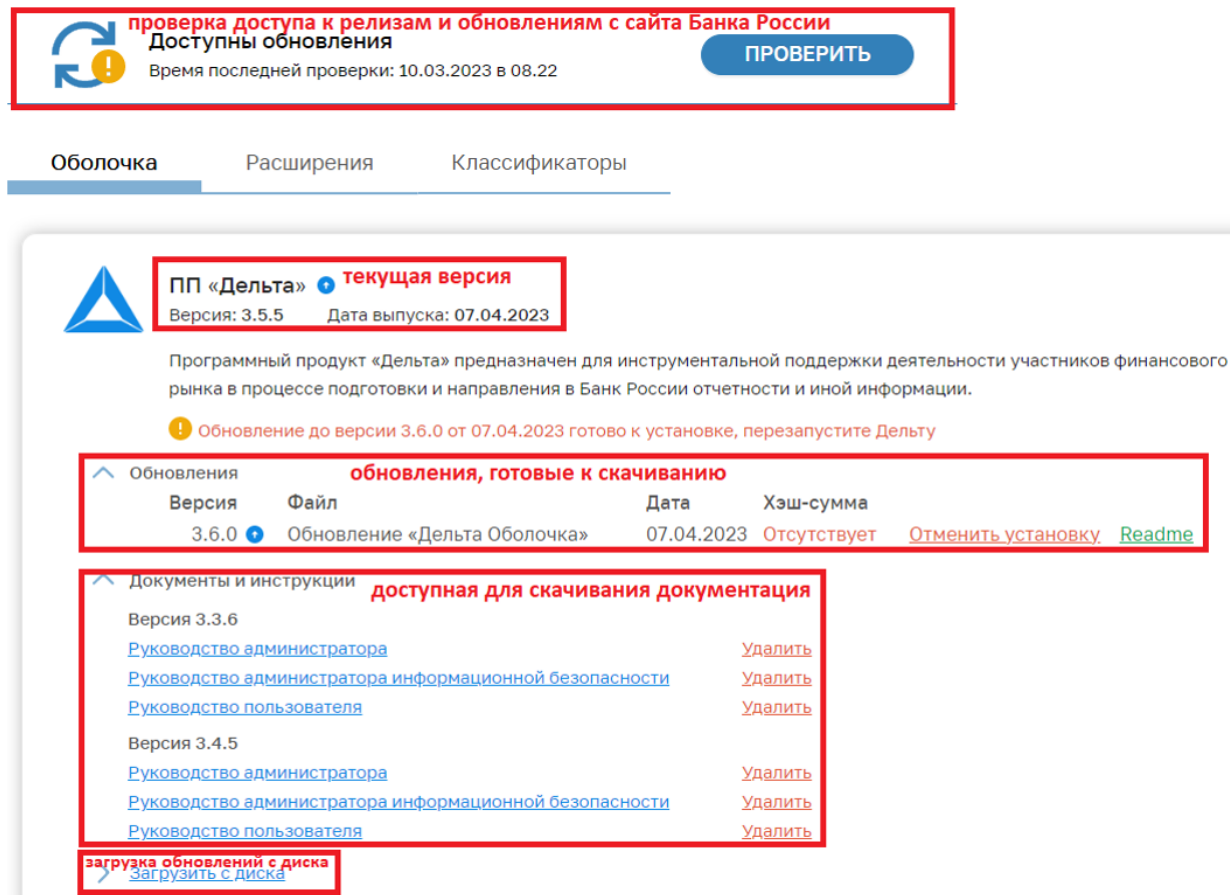 проверка доступа к релизам и обновлениям с сайта Банка России
Доступны обновления
Время последней проверки: 10.03.2023 в 08.22
ПРОВЕРИТЬ
Оболочка Расширения Классификаторы
ПП «Дельта» текущая версия
Версия: 3.5.5 Дата выпуска: 07.04.2023
Программный продукт «Дельта» предназначен для инструментальной поддержки деятельности участников финансового
рынка в процессе подготовки и направления в Банк России отчетности и иной информации.
Обновление до версии 3.6.0 от 07.04.2023 готово к установке, перезапустите Дельту
Обновления обновления, готовые к скачиванию
Версия Файл Дата Хэш-сумма
3.6.0 Обновление «Дельта Оболочка» 07.04.2023 Отсутствует Отменить установку Readme
Документы и инструкции доступная для скачивания документация
Версия 3.3.6
Руководство администратора Удалить
Руководство администратора информационной безопасности Удалить
Руководство пользователя Удалить
Версия 3.4.5
Руководство администратора Удалить
Руководство администратора информационной безопасности Удалить
Руководство пользователя Удалить
загрузка обновлений с диска
Загрузить с диска